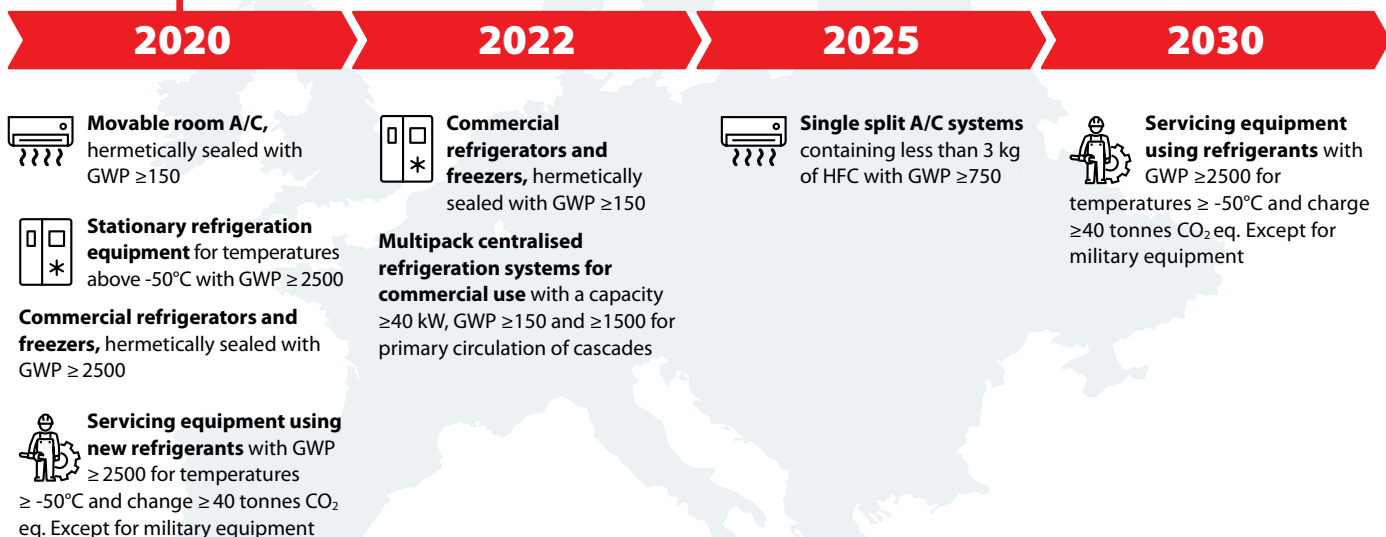 2020
Movable room A/C,
hermetically sealed with
GWP ≥150
Stationary refrigeration
equipment for temperatures
above -50°C with GWP ≥ 2500
Commercial refrigerators and
freezers, hermetically sealed with
GWP ≥ 2500
Servicing equipment using
new refrigerants with GWP
≥ 2500 for temperatures
≥ -50°C and change ≥ 40 tonnes CO₂
eq. Except for military equipment
2022
Commercial
refrigerators and
freezers, hermetically
sealed with GWP ≥150
Multipack centralised
refrigeration systems for
commercial use with a capacity
≥40 kW, GWP ≥150 and ≥1500 for
primary circulation of cascades
2025
Single split A/C systems
containing less than 3 kg
of HFC with GWP ≥750
2030
Servicing equipment
using refrigerants with
GWP ≥2500 for
temperatures ≥ -50°C and charge
≥40 tonnes CO₂ eq. Except for
military equipment